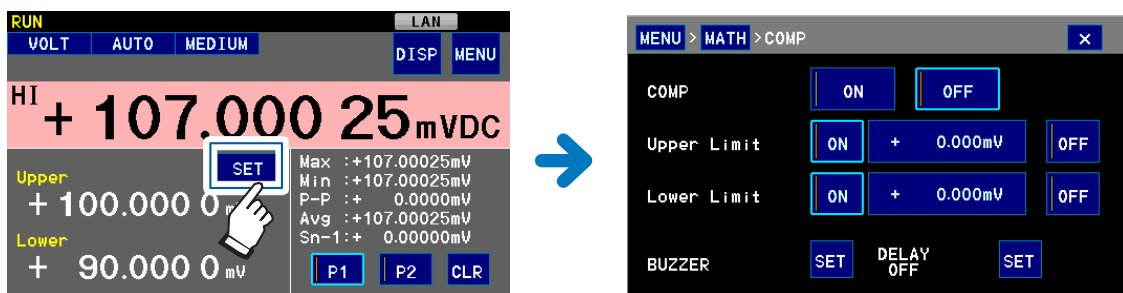 RUN LAN
VOLT AUTO MEDIUM
DISP MENU
HI + 107.000 25 mVDC
SET
Upper
+ 100.000 0
Lower
+ 90.000 0 mV
Max :+107.00025mV
Min :+107.00025mV
P-P :+ 0.0000mV
Avg :+107.00025mV
Sn-1:+ 0.00000mV
P1 P2 CLR
MENU > MATH >COMP ×
COMP ON OFF
Upper Limit ON + 0.000mV OFF
Lower Limit ON + 0.000mV OFF
BUZZER SET DELAY OFF SET